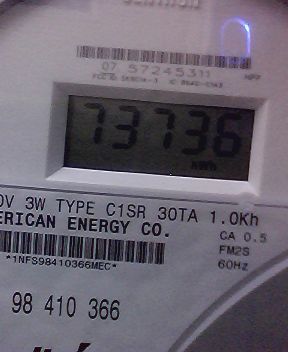 07 57245311
73736
kWh
0V 3W TYPE C1SR 30TA 1.0Kh
ERICAN ENERGY CO.
CA 0.5
FM2S
60Hz
*1NFS98410366MEC*
98 410 366